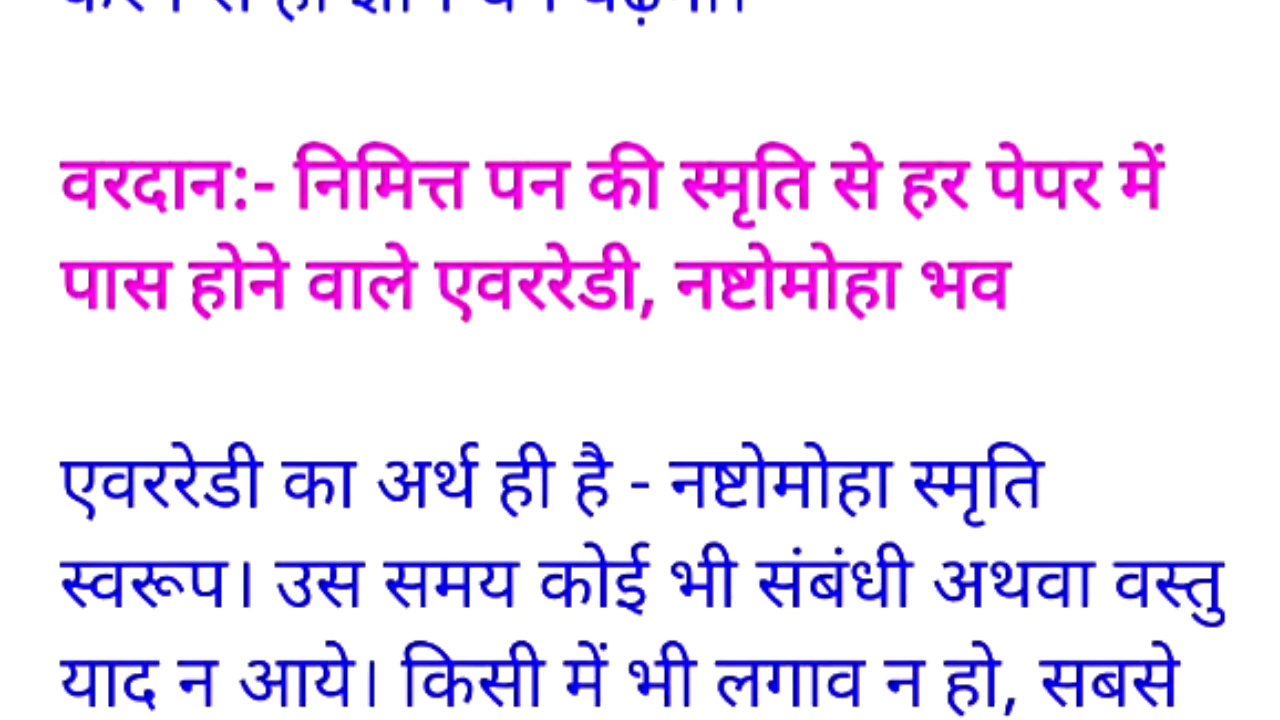 वरदान:- निमित्त पन की स्मृति से हर पेपर में
पास होने वाले एवररेडी, नष्टोमोहा भव
एवररेडी का अर्थ ही है - नष्टोमोहा स्मृति
स्वरूप। उस समय कोई भी संबंधी अथवा वस्तु
याद न आये। किसी में भी लगाव न हो, सबसे